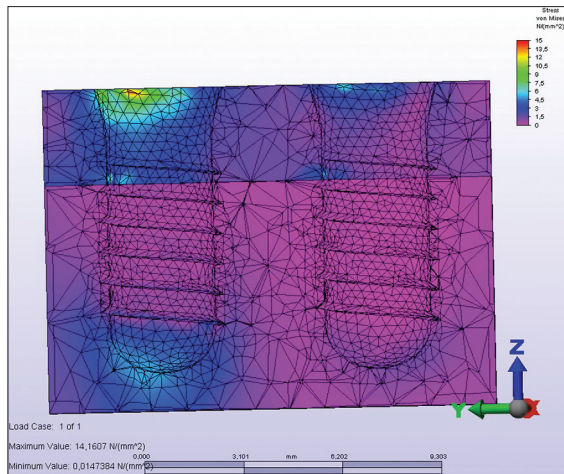 Stress
von Mises
N/(mm^2)
15
13,5
12
10,5
9
7,5
6
4,5
3
1,5
0
Z
Y
X
Load Case: 1 of 1
Maximum Value: 14,1607 N/(mm^2)
Minimum Value: 0,0147384 N/(mm^2)
0,000 3,101 mm 6,202 9,303